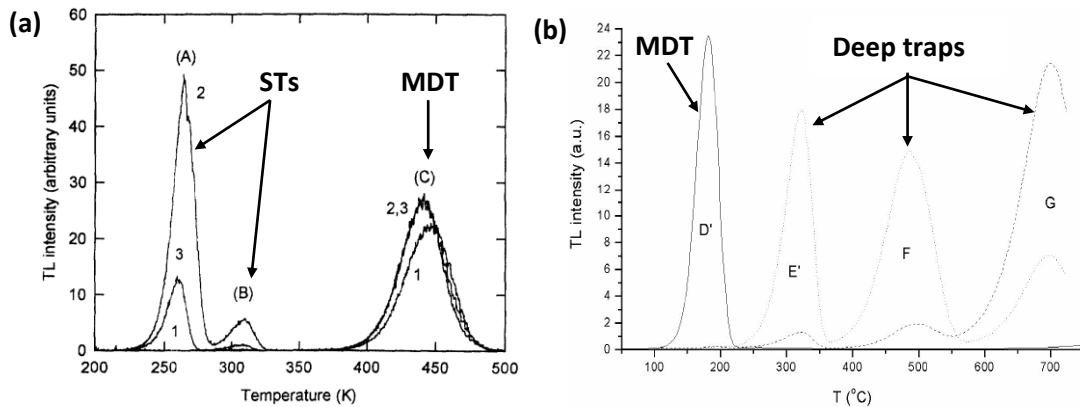 (a)
TL intensity (arbitrary units)
60
50
40
30
20
10
0
(A)
2
STs
MDT
(C)
2,3
3
(B)
1
1
200 250 300 350 400 450 500
Temperature (K)
(b)
TL intensity (a.u.)
24
22
20
18
16
14
12
10
8
6
4
2
0
MDT
Deep traps
D'
E'
F
G
100 200 300 400 500 600 700
T (°C)